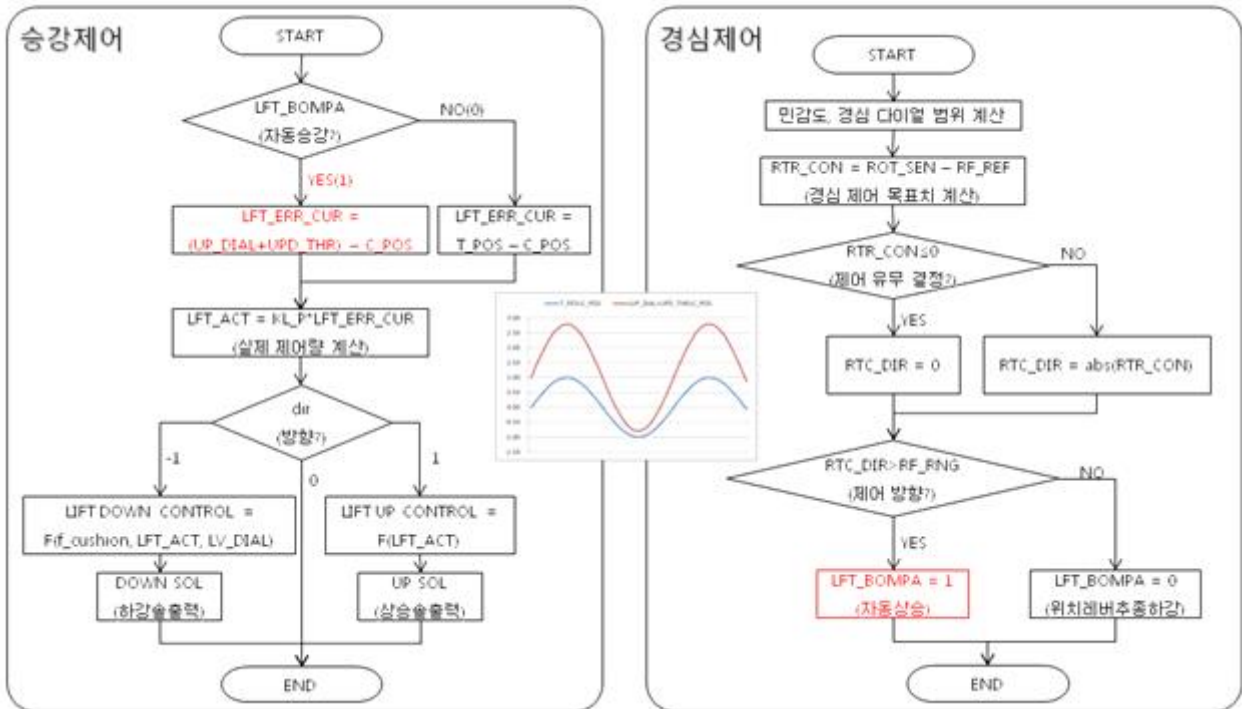 승강제어
START
LFT_BOMPA
(자동승강?)
NO(0)
YES(1)
LFT_ERR_CUR =
(UP_DIAL+UPD_THR) – C_POS
LFT_ERR_CUR =
T_POS – C_POS
LFT_ACT = KL_P*LFT_ERR_CUR
(실제 제어량 계산)
dir
(방향?)
-1
0
1
LIFT DOWN CONTROL =
F(f_cushion, LFT_ACT, LV_DIAL)
LIFT UP CONTROL =
F(LFT_ACT)
DOWN SOL
(하강솔출력)
UP SOL
(상승솔출력)
END
경심제어
START
민감도, 경심 다이얼 범위 계산
RTR_CON = ROT_SEN – RF_REF
(경심 제어 목표치 계산)
RTR_CON≤0
(제어 유무 결정?)
NO
YES
RTC_DIR = 0
RTC_DIR = abs(RTR_CON)
RTC_DIR>RF_RNG
(제어 방향?)
NO
YES
LFT_BOMPA = 1
(자동상승)
LFT_BOMPA = 0
(위치레버추종하강)
END